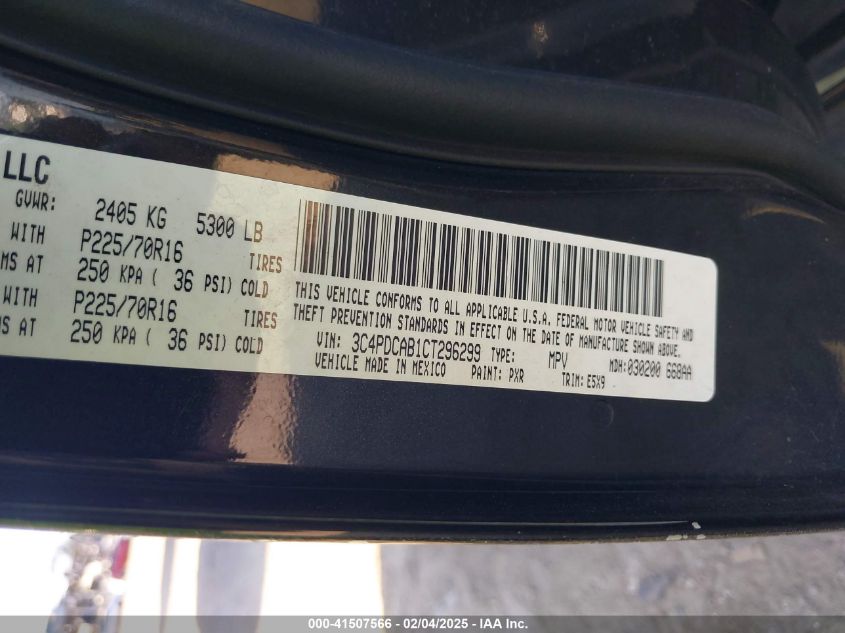 LLC
GVWR: 2405 KG 5300 LB
WITH P225/70R16 TIRES
MS AT 250 KPA ( 36 PSI) COLD
WITH P225/70R16 TIRES
MS AT 250 KPA ( 36 PSI) COLD
THIS VEHICLE CONFORMS TO ALL APPLICABLE U.S.A. FEDERAL MOTOR VEHICLE SAFETY AND
THEFT PREVENTION STANDARDS IN EFFECT ON THE DATE OF MANUFACTURE SHOWN ABOVE.
VIN: 3C4PDCAB1CT296299 TYPE: MPV MDH:030200 668AA
VEHICLE MADE IN MEXICO PAINT: PXR TRIM: E5X9
000-41507566 - 02/04/2025 - IAA Inc.